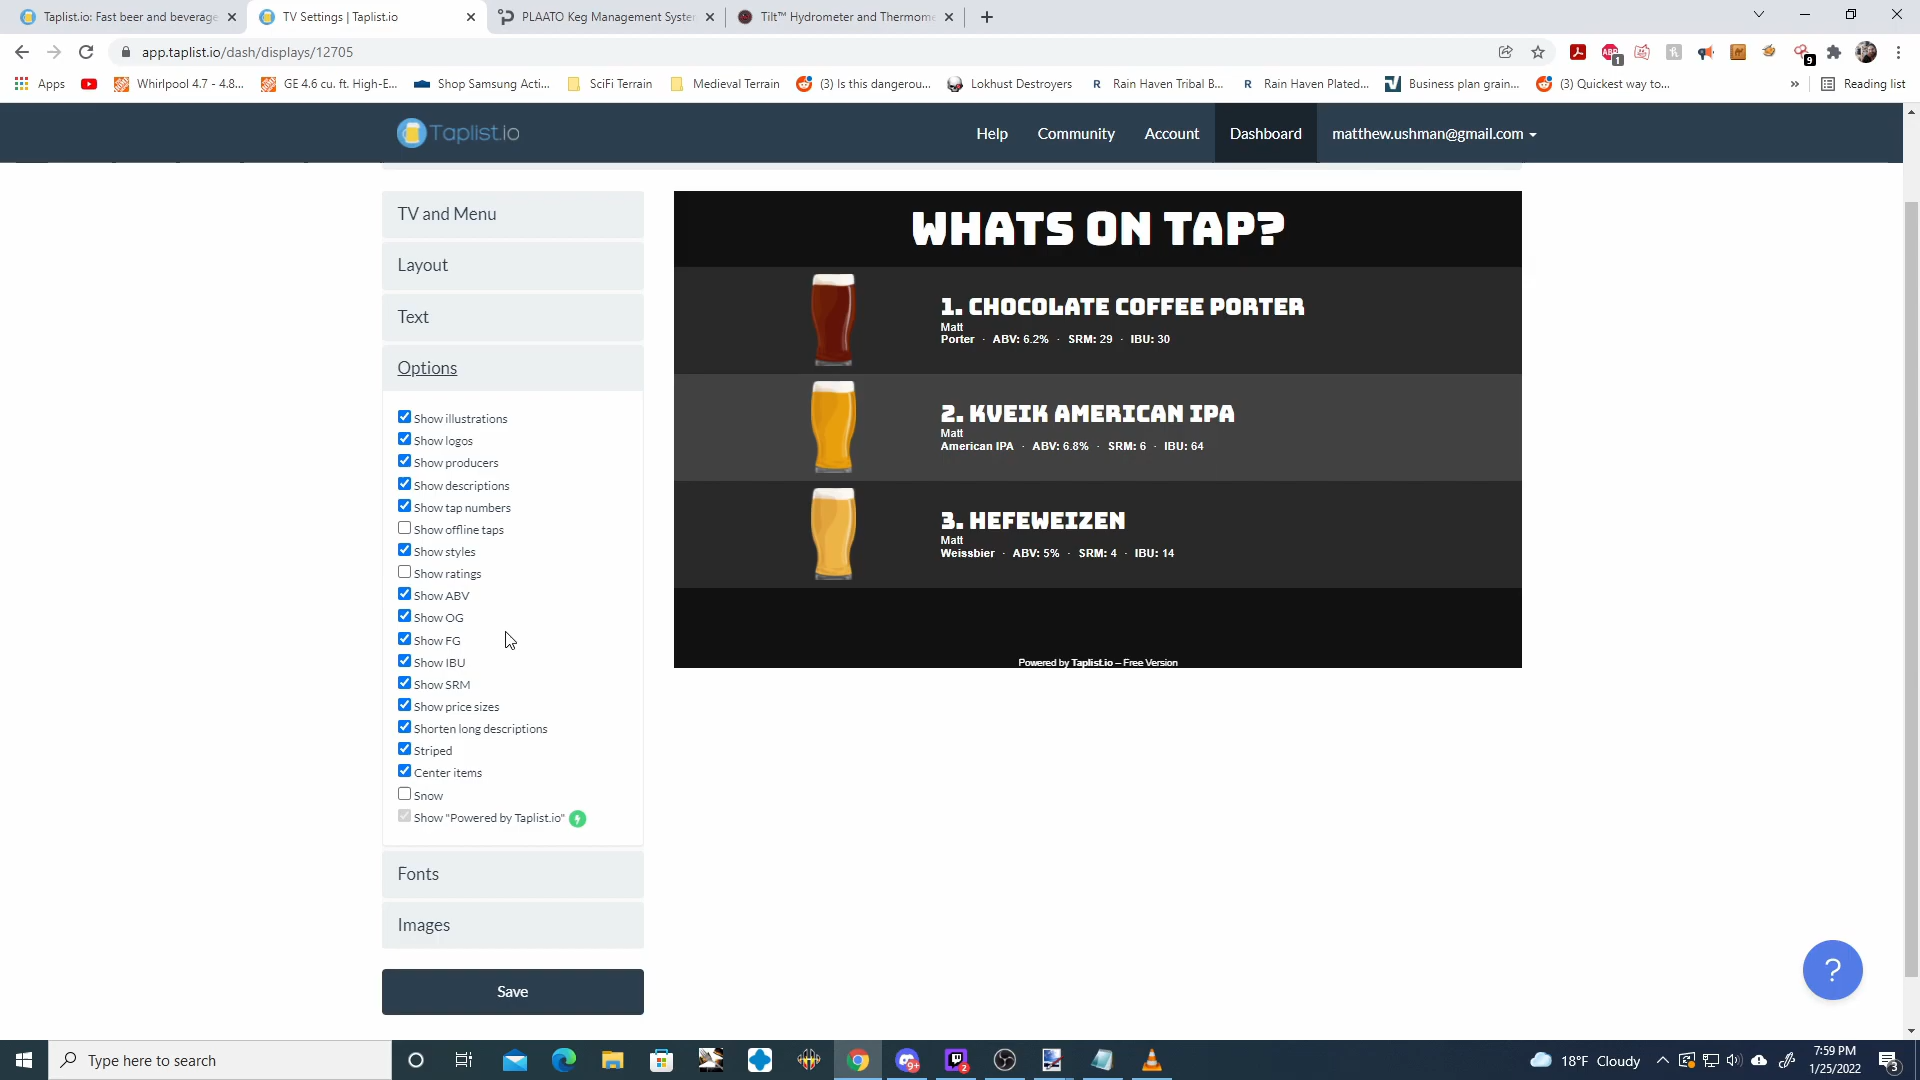 Taplist.io: Fast beer and beverage
TV Settings | Taplist.io
PLAATO Keg Management Syster
Tilt™ Hydrometer and Thermome
app.taplist.io/dash/displays/12705
Apps
Whirlpool 4.7 - 4.8...
GE 4.6 cu. ft. High-E...
Shop Samsung Acti...
SciFi Terrain
Medieval Terrain
(3) Is this dangerou...
Lokhust Destroyers
R Rain Haven Tribal B...
R Rain Haven Plated...
Business plan grain...
(3) Quickest way to...
»
Reading list
Taplist.io
Help
Community
Account
Dashboard
matthew.ushman@gmail.com
TV and Menu
Layout
Text
Options
Show illustrations
Show logos
Show producers
Show descriptions
Show tap numbers
Show offline taps
Show styles
Show ratings
Show ABV
Show OG
Show FG
Show IBU
Show SRM
Show price sizes
Shorten long descriptions
Striped
Center items
Snow
Show "Powered by Taplist.io"
Fonts
Images
Save
WHATS ON TAP?
1. CHOCOLATE COFFEE PORTER
Matt
Porter · ABV: 6.2% · SRM: 29 · IBU: 30
2. KVEIK AMERICAN IPA
Matt
American IPA · ABV: 6.8% · SRM: 6 · IBU: 64
3. HEFEWEIZEN
Matt
Weissbier · ABV: 5% · SRM: 4 · IBU: 14
Powered by Taplist.io – Free Version
?
Type here to search
18°F Cloudy
7:59 PM
1/25/2022
3